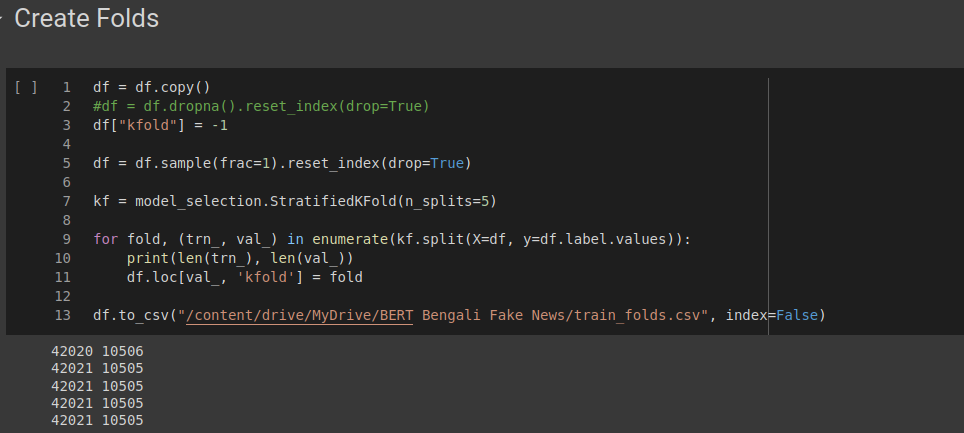 Create Folds
[ ] 1 df = df.copy()
2 #df = df.dropna().reset_index(drop=True)
3 df["kfold"] = -1
4
5 df = df.sample(frac=1).reset_index(drop=True)
6
7 kf = model_selection.StratifiedKFold(n_splits=5)
8
9 for fold, (trn_, val_) in enumerate(kf.split(X=df, y=df.label.values)):
10     print(len(trn_), len(val_))
11     df.loc[val_, 'kfold'] = fold
12
13 df.to_csv("/content/drive/MyDrive/BERT Bengali Fake News/train_folds.csv", index=False)
42020 10506
42021 10505
42021 10505
42021 10505
42021 10505